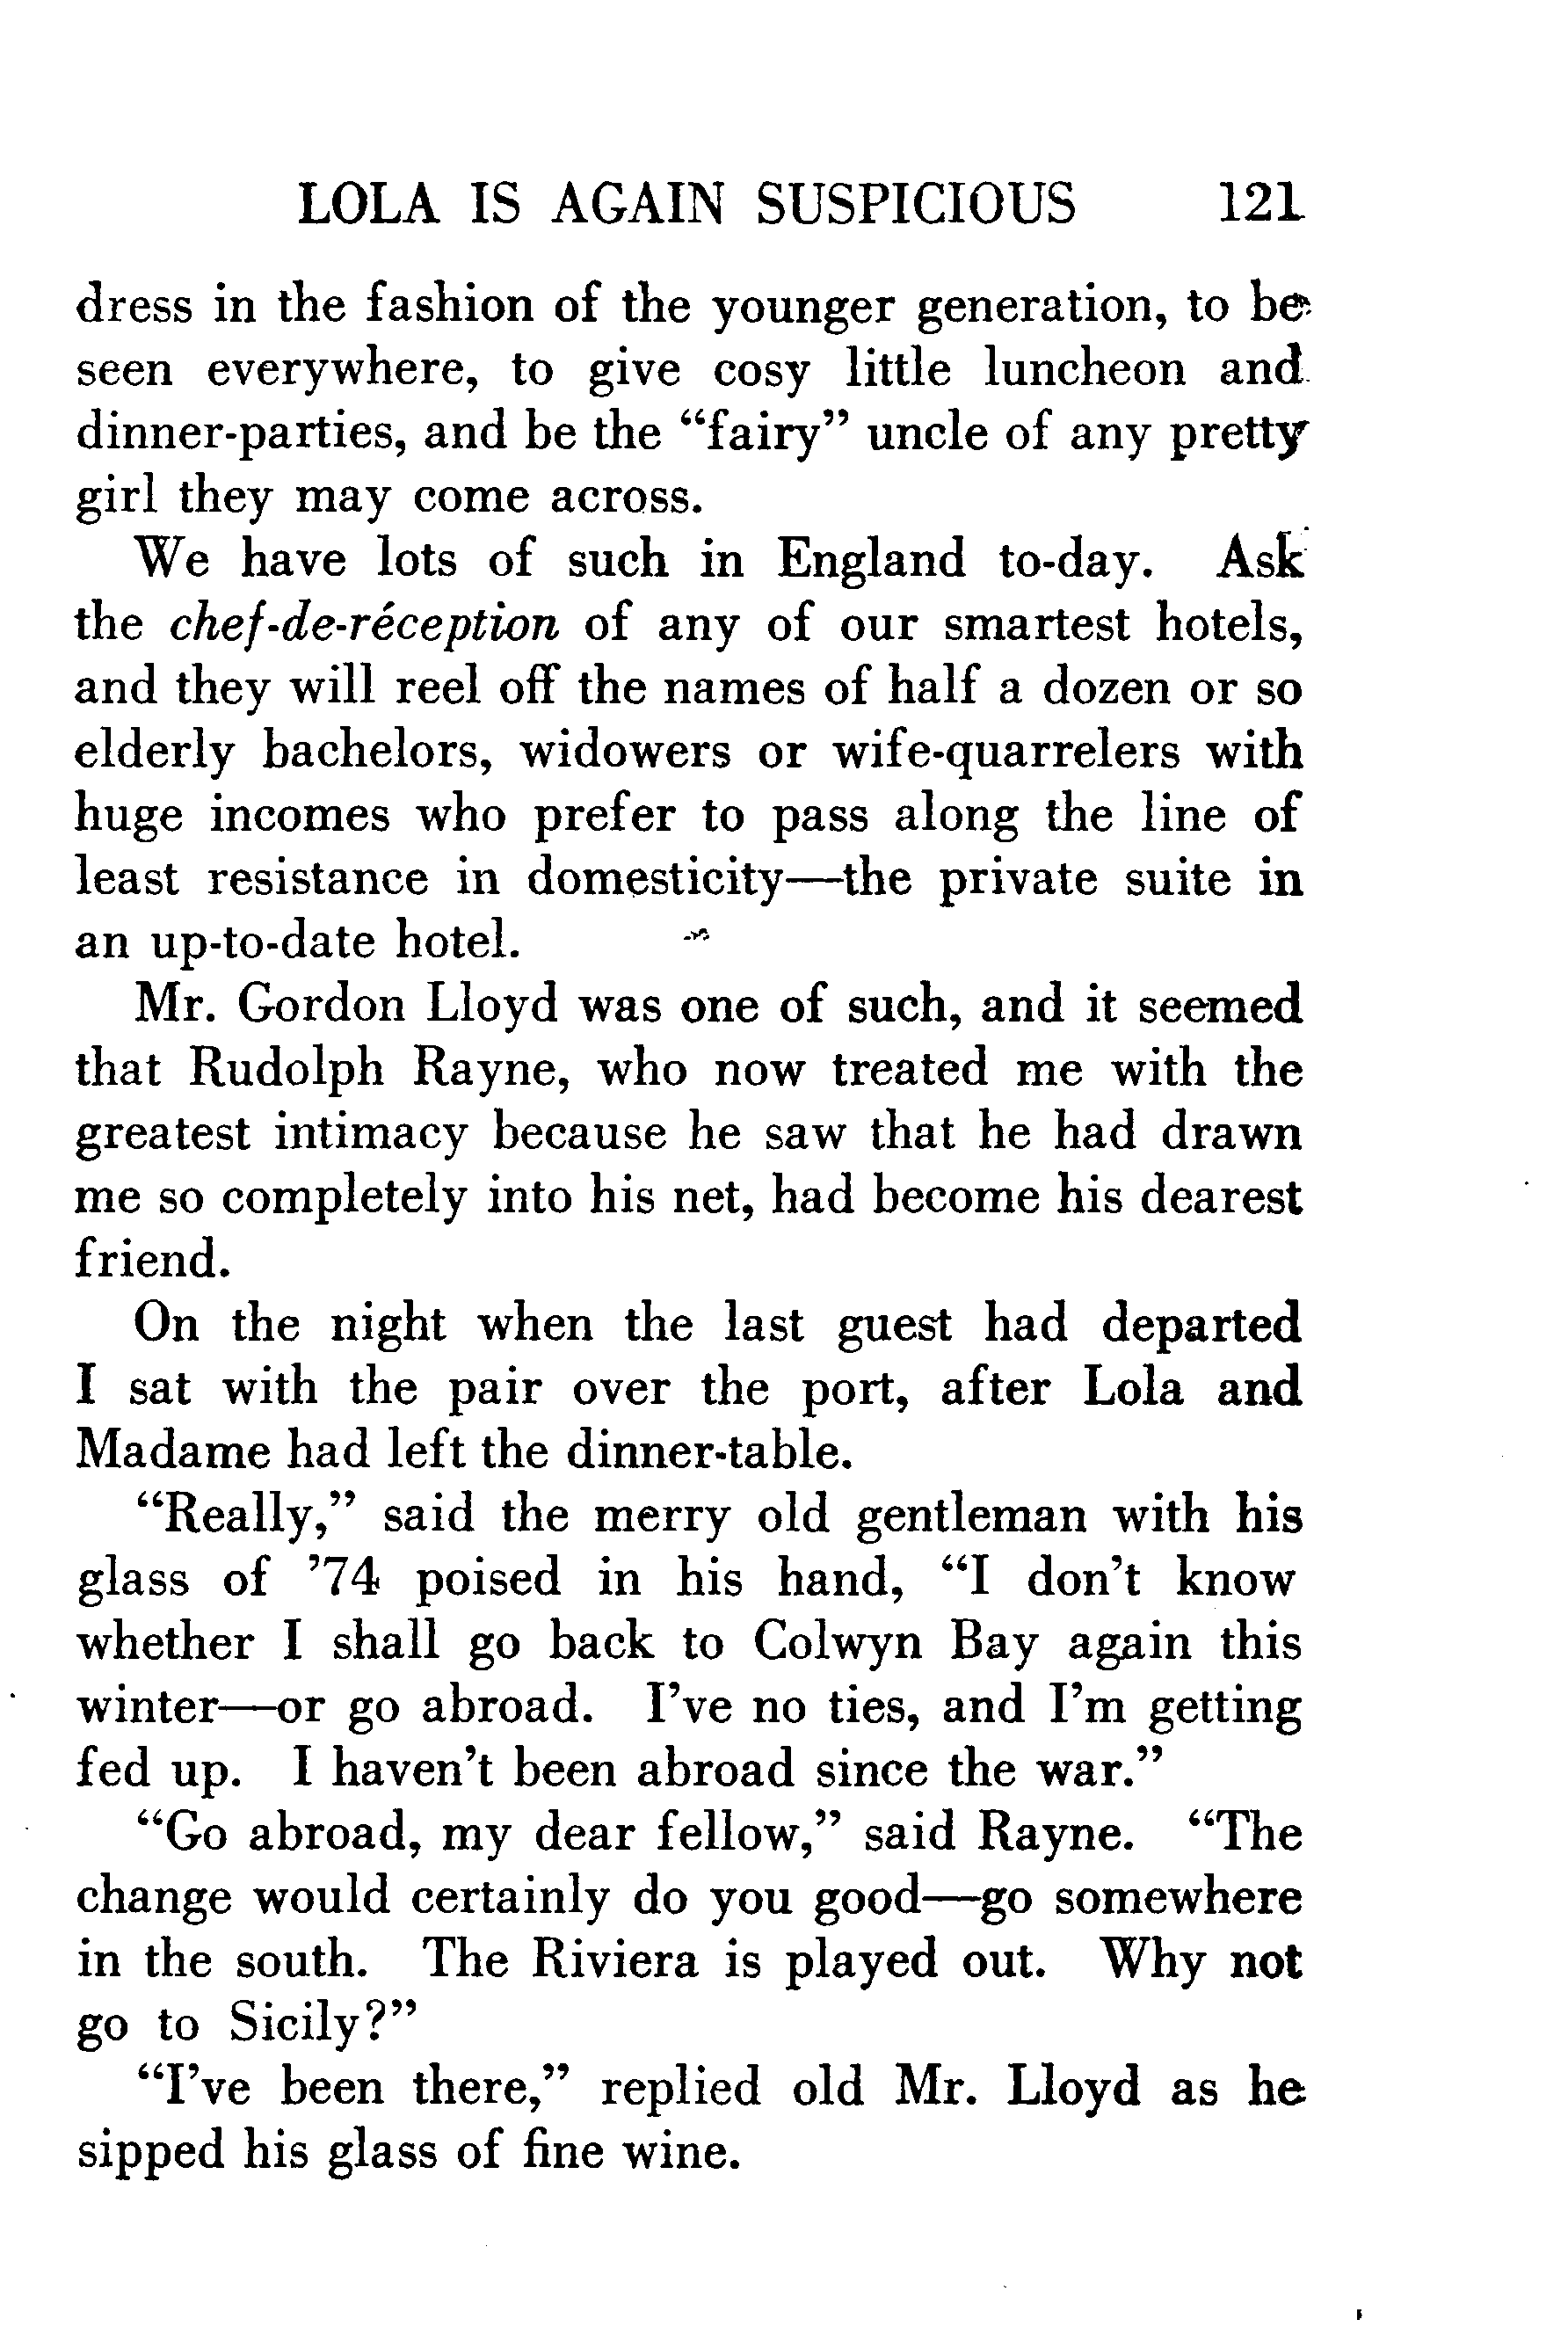 LOLA IS AGAIN SUSPICIOUS 121
dress in the fashion of the younger generation, to be
seen everywhere, to give cosy little luncheon and
dinner-parties, and be the “fairy” uncle of any pretty
girl they may come across.
We have lots of such in England to-day. Ask
the chef-de-réception of any of our smartest hotels,
and they will reel off the names of half a dozen or so
elderly bachelors, widowers or wife-quarrelers with
huge incomes who prefer to pass along the line of
least resistance in domesticity—the private suite in
an up-to-date hotel.
Mr. Gordon Lloyd was one of such, and it seemed
that Rudolph Rayne, who now treated me with the
greatest intimacy because he saw that he had drawn
me so completely into his net, had become his dearest
friend.
On the night when the last guest had departed
I sat with the pair over the port, after Lola and
Madame had left the dinner-table.
“Really,” said the merry old gentleman with his
glass of ’74 poised in his hand, “I don’t know
whether I shall go back to Colwyn Bay again this
winter—or go abroad. I’ve no ties, and I’m getting
fed up. I haven’t been abroad since the war.”
“Go abroad, my dear fellow,” said Rayne. “The
change would certainly do you good—go somewhere
in the south. The Riviera is played out. Why not
go to Sicily?”
“I’ve been there,” replied old Mr. Lloyd as he
sipped his glass of fine wine.